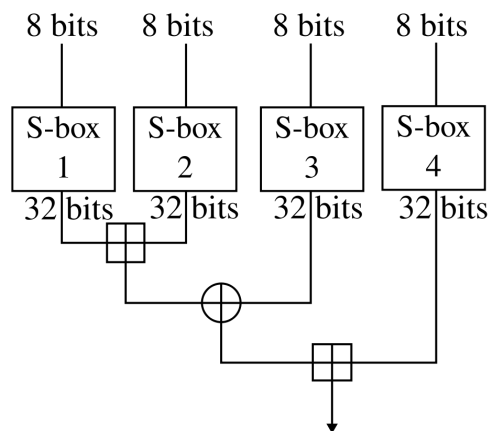 8 bits 8 bits 8 bits 8 bits
S-box S-box S-box S-box
1 2 3 4
32 bits 32 bits 32 bits 32 bits